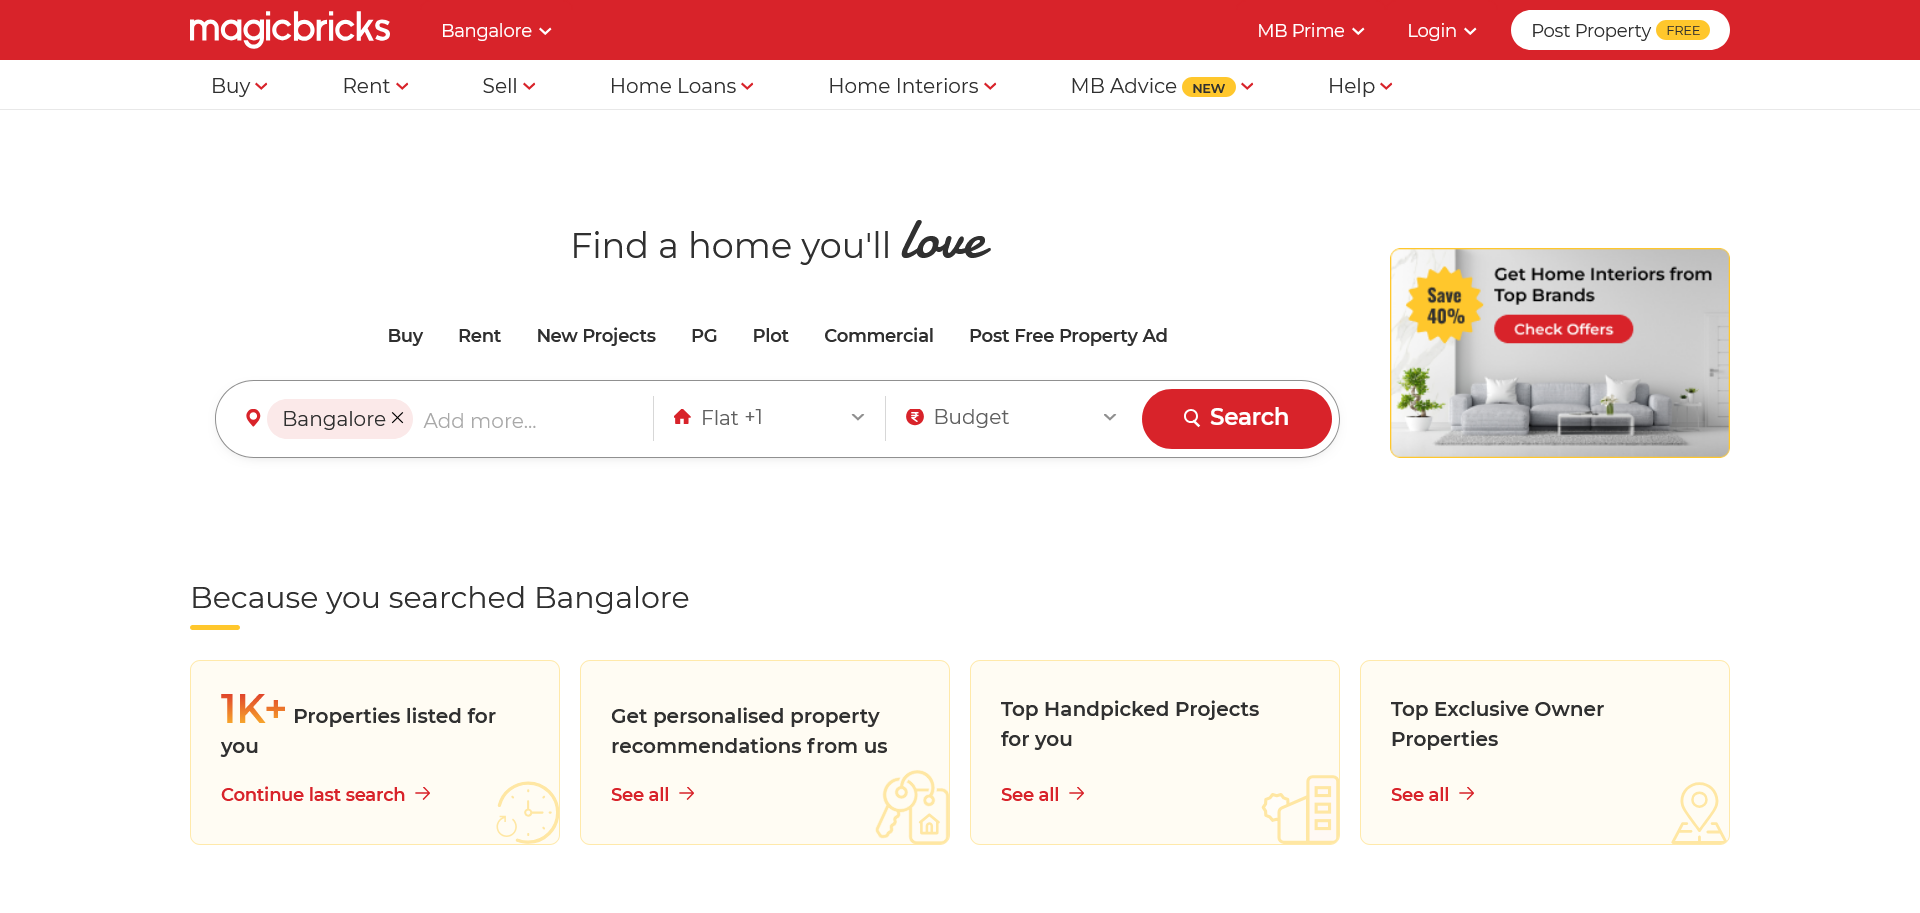 magicbricks
Bangalore
MB Prime
Login
Post Property FREE
Buy
Rent
Sell
Home Loans
Home Interiors
MB Advice NEW
Help
Find a home you'll love
Buy
Rent
New Projects
PG
Plot
Commercial
Post Free Property Ad
Bangalore
Add more...
Flat +1
₹ Budget
Search
Save
40%
Get Home Interiors from
Top Brands
Check Offers
Because you searched Bangalore
1K+ Properties listed for
you
Continue last search
Get personalised property
recommendations from us
See all
Top Handpicked Projects
for you
See all
Top Exclusive Owner
Properties
See all